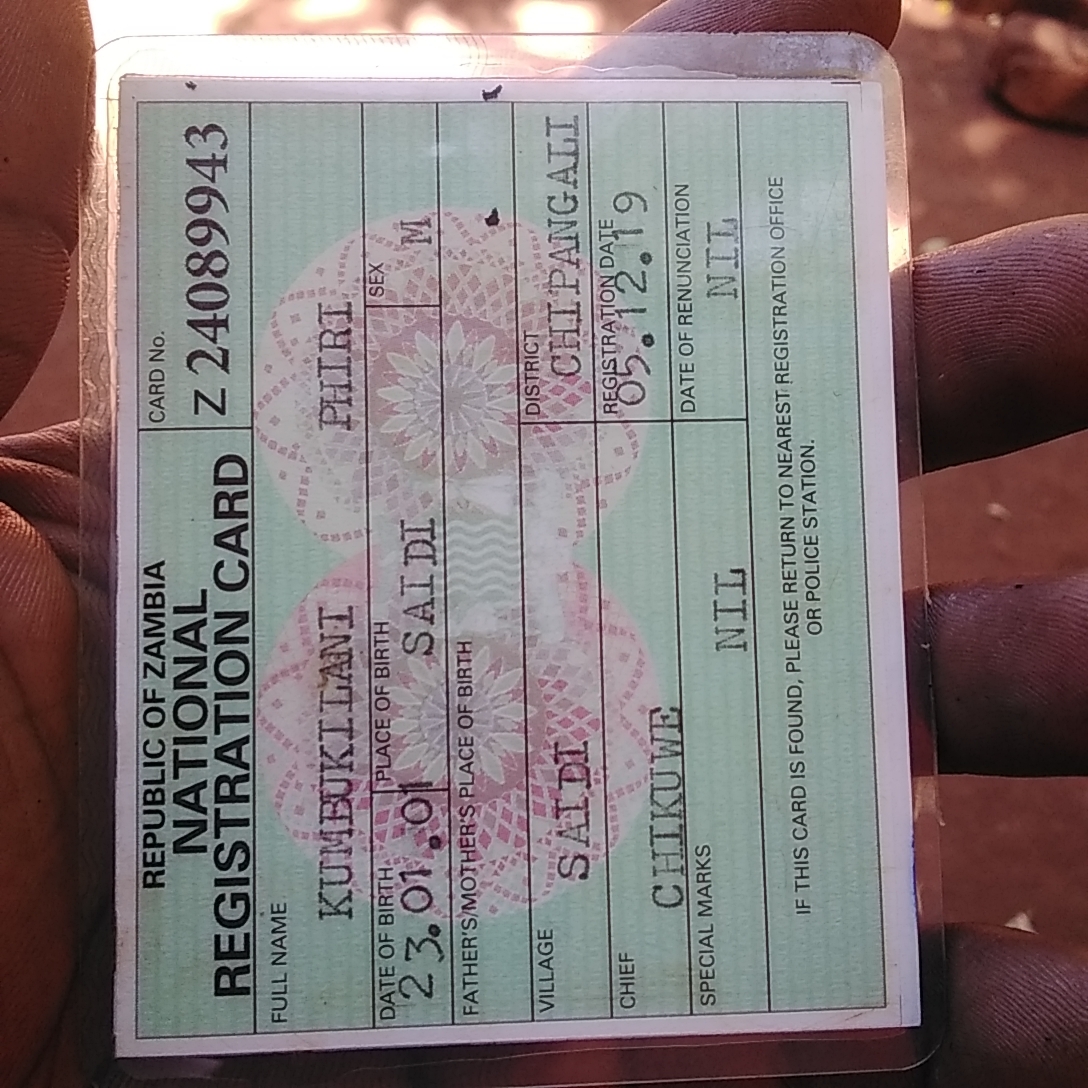 REPUBLIC OF ZAMBIA
NATIONAL
REGISTRATION CARD
CARD No.
Z 24089943
FULL NAME
KUMBUKILANI PHIRI
DATE OF BIRTH
23.01.01
PLACE OF BIRTH
SAIDI
SEX
M
FATHER'S/MOTHER'S PLACE OF BIRTH
VILLAGE
SAIDI
DISTRICT
CHIPANGALI
CHIEF
CHIKUWE
REGISTRATION DATE
05.12.19
SPECIAL MARKS
NIL
DATE OF RENUNCIATION
NIL
IF THIS CARD IS FOUND, PLEASE RETURN TO NEAREST REGISTRATION OFFICE
OR POLICE STATION.